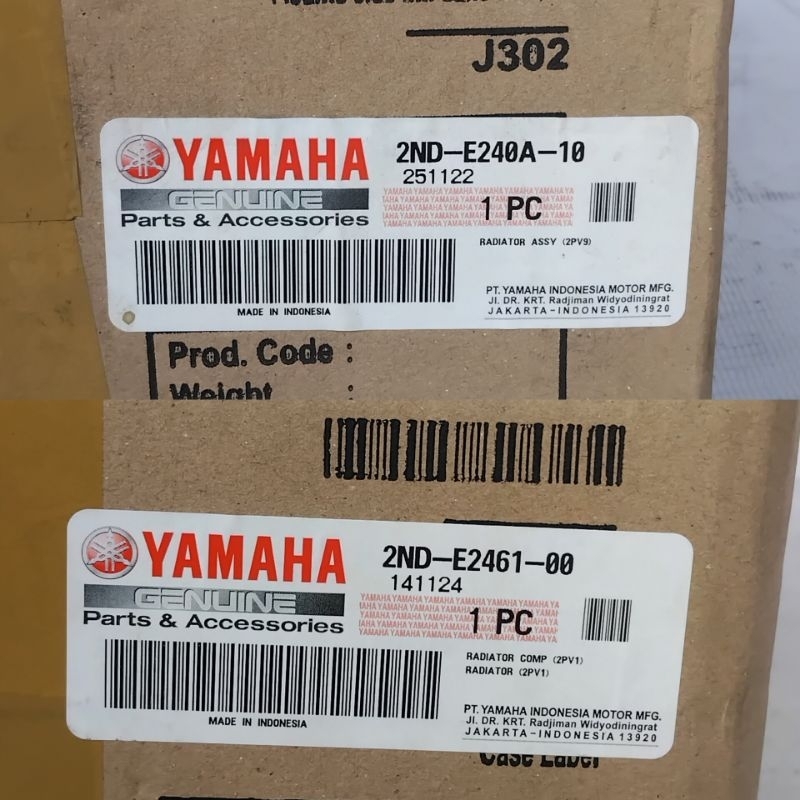 J302
YAMAHA
GENUINE
Parts & Accessories
2ND-E240A-10
251122
1 PC
RADIATOR ASSY (2PV9)
MADE IN INDONESIA
PT. YAMAHA INDONESIA MOTOR MFG.
Jl. DR. KRT. Radjiman Widyodiningrat
JAKARTA-INDONESIA 13920
Prod. Code :
Weight :
YAMAHA
GENUINE
Parts & Accessories
2ND-E2461-00
141124
1 PC
RADIATOR COMP (2PV1)
RADIATOR (2PV1)
MADE IN INDONESIA
PT. YAMAHA INDONESIA MOTOR MFG.
Jl. DR. KRT. Radjiman Widyodiningrat
JAKARTA-INDONESIA 13920
Case Label